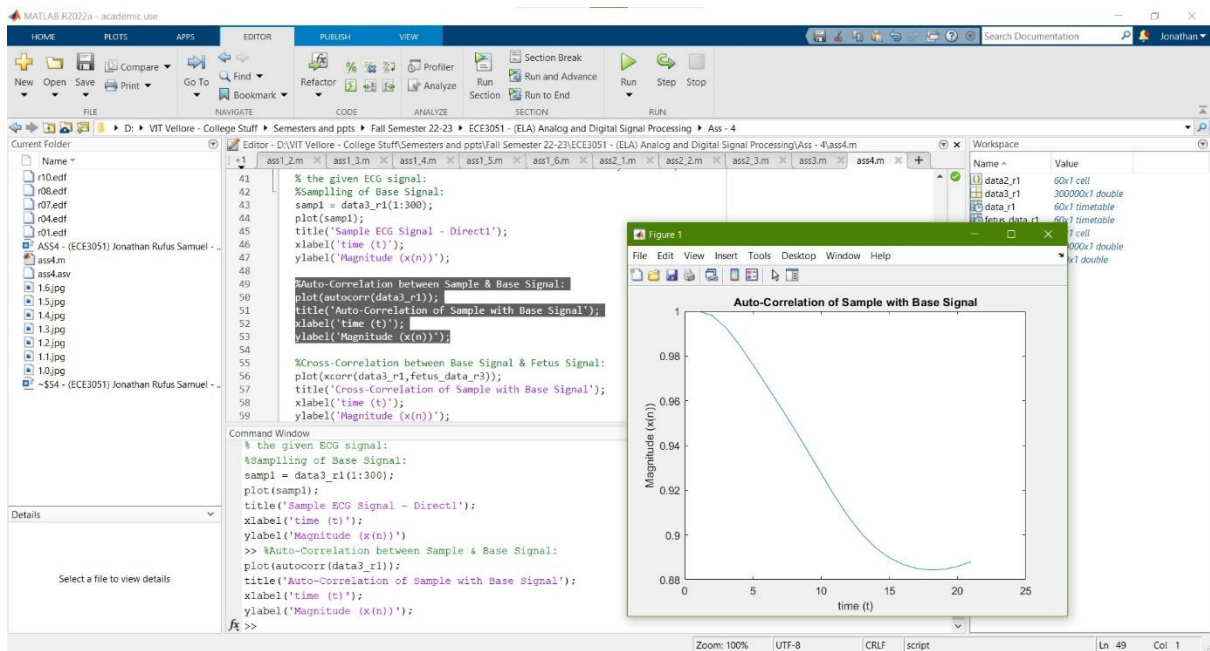 MATLAB R2022a - academic use
HOME PLOTS APPS EDITOR PUBLISH VIEW
Search Documentation
Jonathan
New Open Save
Compare
Print
Go To
Find
Bookmark
Refactor
Profiler
Analyze
Run Section
Section Break
Run and Advance
Run to End
Run Step Stop
FILE NAVIGATE CODE ANALYZE SECTION RUN
D: VIT Vellore - College Stuff Semesters and ppts Fall Semester 22-23 ECE3051 - (ELA) Analog and Digital Signal Processing Ass - 4
Current Folder
Name
r10.edf
r08.edf
r07.edf
r04.edf
r01.edf
ASS4 - (ECE3051) Jonathan Rufus Samuel - ..
ass4.m
ass4.asv
1.6.jpg
1.5.jpg
1.4.jpg
1.3.jpg
1.2.jpg
1.1.jpg
1.0.jpg
~$S4 - (ECE3051) Jonathan Rufus Samuel - ..
Details
Select a file to view details
Editor - D:\VIT Vellore - College Stuff\Semesters and ppts\Fall Semester 22-23\ECE3051 - (ELA) Analog and Digital Signal Processing\Ass - 4\ass4.m
+1 ass1_2.m ass1_3.m ass1_4.m ass1_5.m ass1_6.m ass2_1.m ass2_2.m ass2_3.m ass3.m ass4.m +
41 % the given ECG signal:
42 %Samplling of Base Signal:
43 samp1 = data3_r1(1:300);
44 plot(samp1);
45 title('Sample ECG Signal - Direct1');
46 xlabel('time (t)');
47 ylabel('Magnitude (x(n))');
48
49 %Auto-Correlation between Sample & Base Signal:
50 plot(autocorr(data3_r1));
51 title('Auto-Correlation of Sample with Base Signal');
52 xlabel('time (t)');
53 ylabel('Magnitude (x(n))');
54
55 %Cross-Correlation between Base Signal & Fetus Signal:
56 plot(xcorr(data3_r1,fetus_data_r3));
57 title('Cross-Correlation of Sample with Base Signal');
58 xlabel('time (t)');
59 ylabel('Magnitude (x(n))');
Command Window
% the given ECG signal:
%Samplling of Base Signal:
samp1 = data3_r1(1:300);
plot(samp1);
title('Sample ECG Signal - Direct1');
xlabel('time (t)');
ylabel('Magnitude (x(n))')
>> %Auto-Correlation between Sample & Base Signal:
plot(autocorr(data3_r1));
title('Auto-Correlation of Sample with Base Signal');
xlabel('time (t)');
ylabel('Magnitude (x(n))');
fx >>
Workspace
Name Value
data2_r1 60x1 cell
data3_r1 300000x1 double
data_r1 60x1 timetable
fetus_data_r1 60x1 timetable
Figure 1
File Edit View Insert Tools Desktop Window Help
Auto-Correlation of Sample with Base Signal
Magnitude (x(n))
1
0.98
0.96
0.94
0.92
0.9
0.88
0 5 10 15 20 25
time (t)
Zoom: 100% UTF-8 CRLF script Ln 49 Col 1